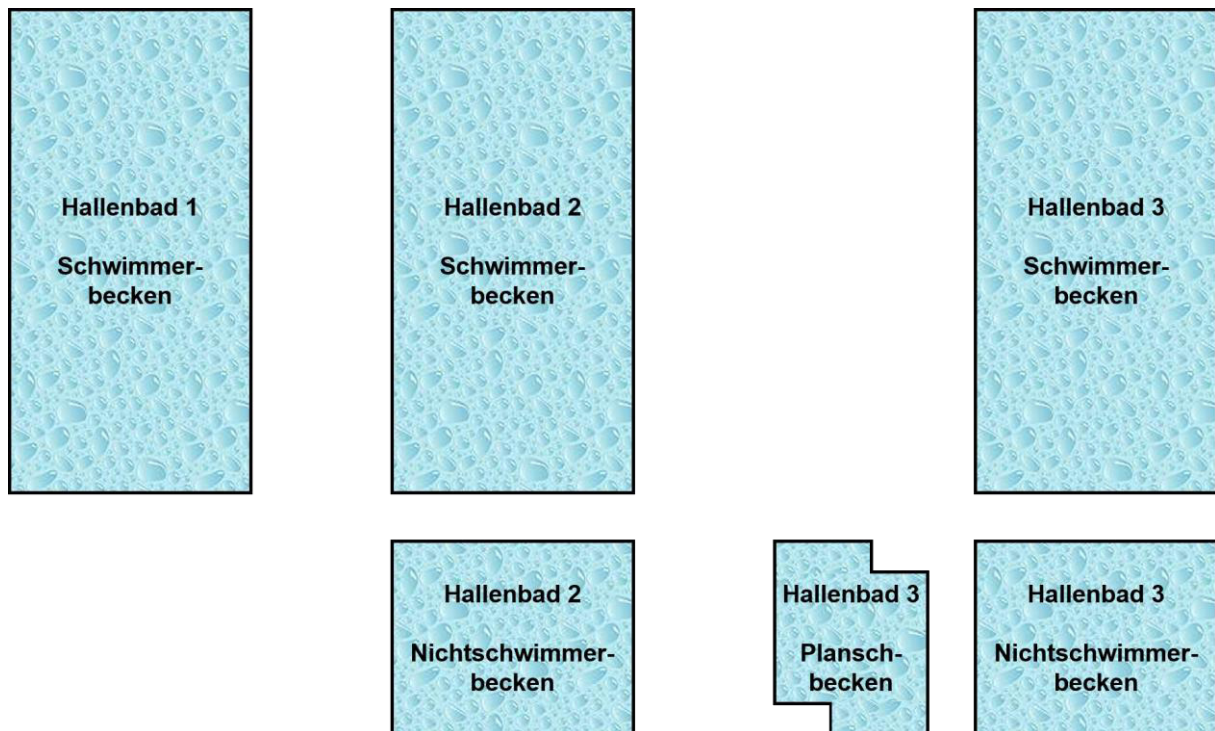 Hallenbad 1
Schwimmer-
becken
Hallenbad 2
Schwimmer-
becken
Hallenbad 3
Schwimmer-
becken
Hallenbad 2
Nichtschwimmer-
becken
Hallenbad 3
Plansch-
becken
Hallenbad 3
Nichtschwimmer-
becken